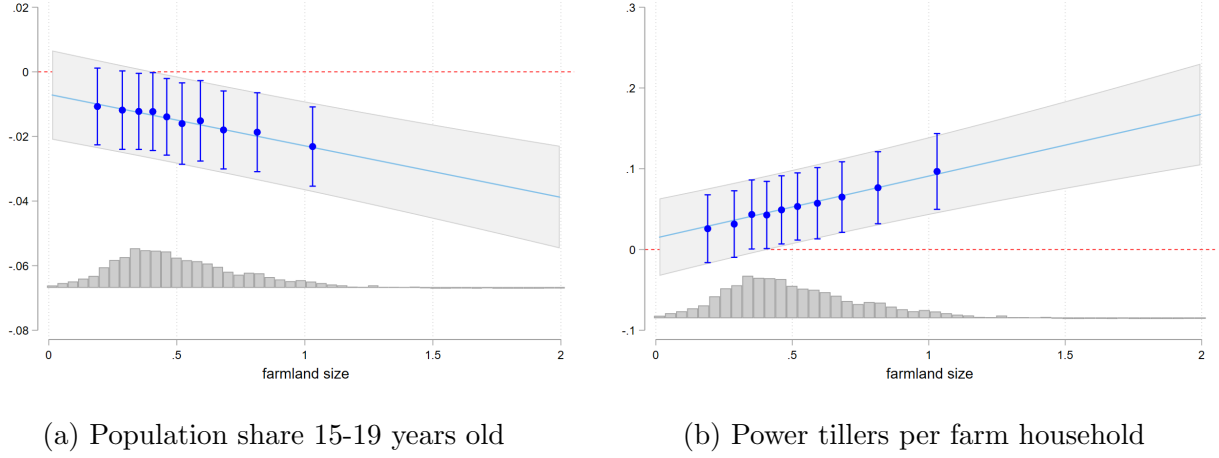 .02
0
-.02
-.04
-.06
-.08
0 .5 1 1.5 2
farmland size
(a) Population share 15-19 years old
.3
.2
.1
0
-.1
0 .5 1 1.5 2
farmland size
(b) Power tillers per farm household